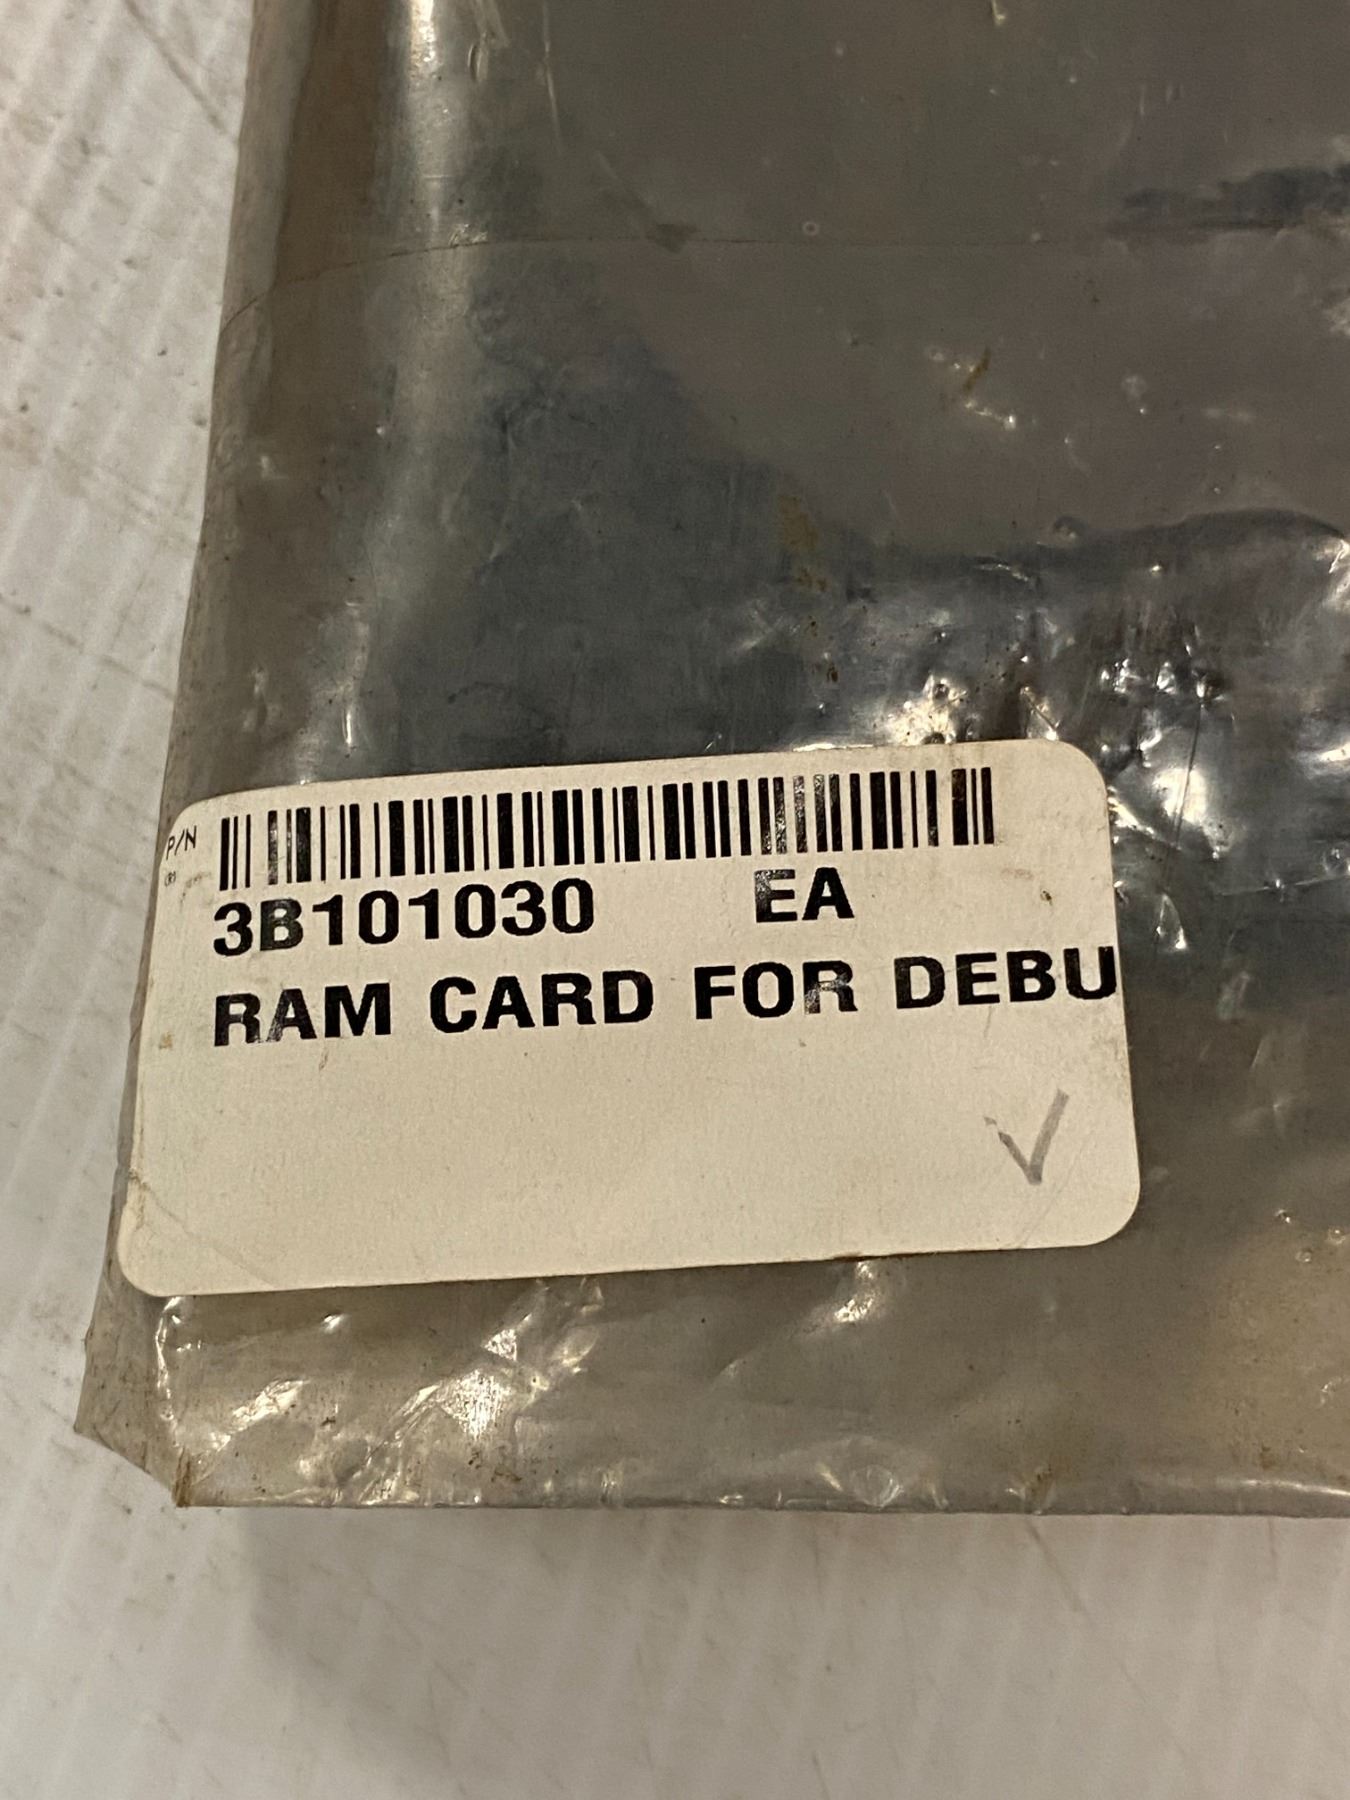 P/N
3B101030 EA
RAM CARD FOR DEBU